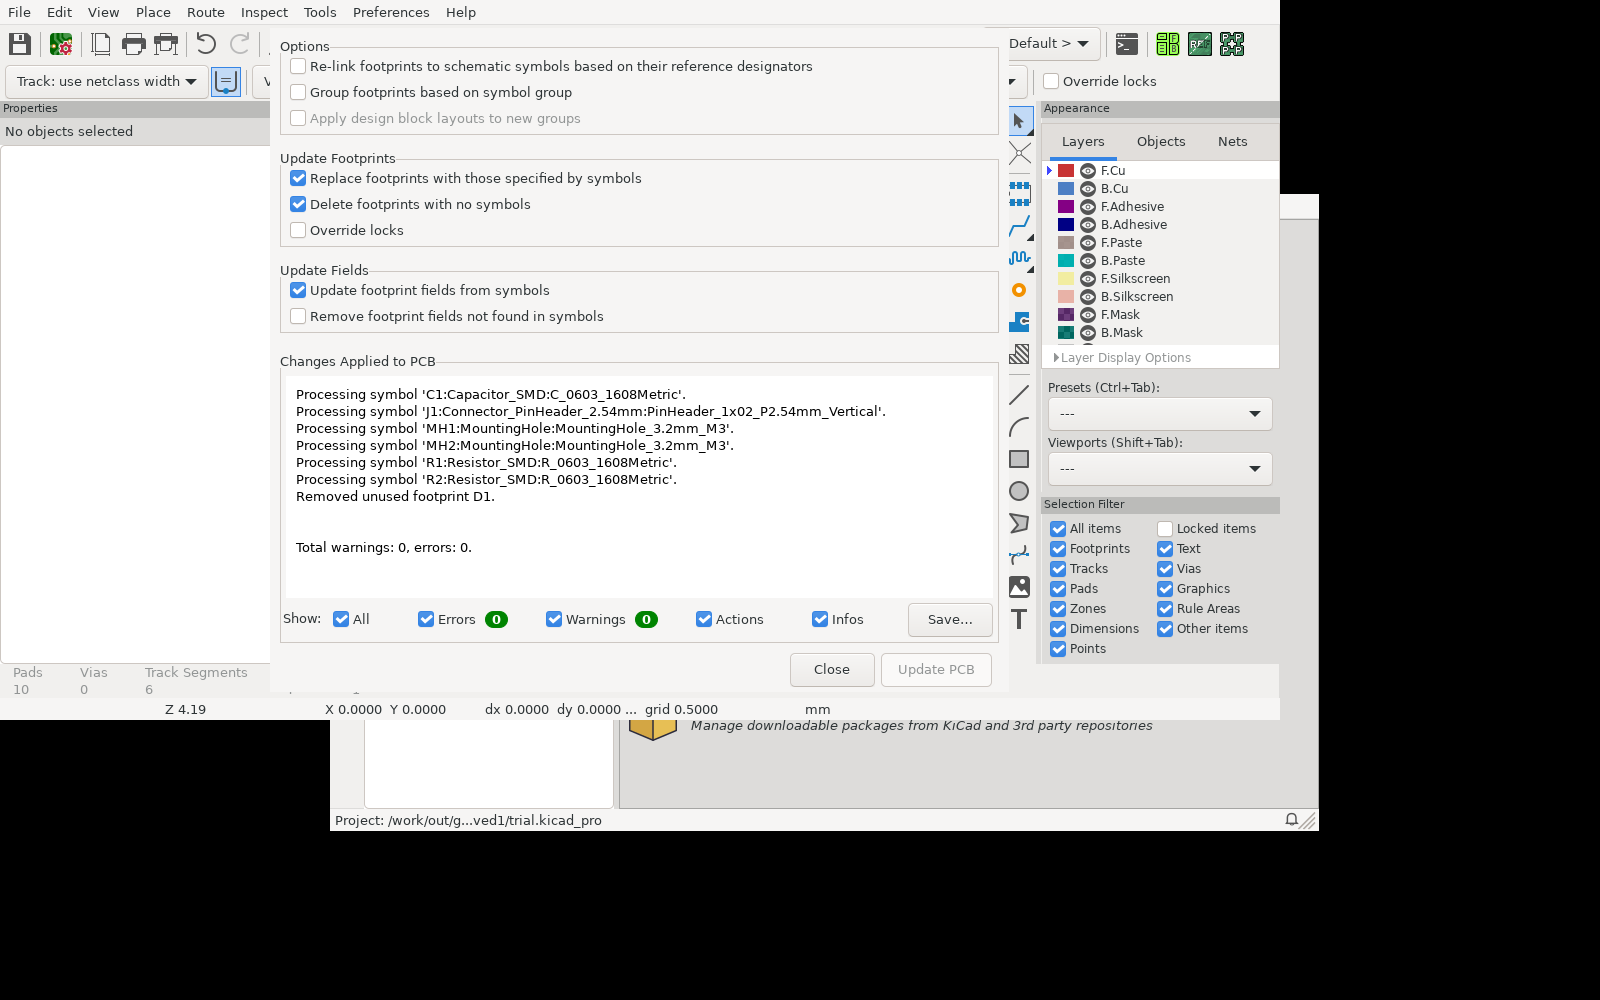 File Edit View Place Route Inspect Tools Preferences Help
Default >
Track: use netclass width
Override locks
Properties
No objects selected
Options
Re-link footprints to schematic symbols based on their reference designators
Group footprints based on symbol group
Apply design block layouts to new groups
Update Footprints
Replace footprints with those specified by symbols
Delete footprints with no symbols
Override locks
Update Fields
Update footprint fields from symbols
Remove footprint fields not found in symbols
Changes Applied to PCB
Processing symbol 'C1:Capacitor_SMD:C_0603_1608Metric'.
Processing symbol 'J1:Connector_PinHeader_2.54mm:PinHeader_1x02_P2.54mm_Vertical'.
Processing symbol 'MH1:MountingHole:MountingHole_3.2mm_M3'.
Processing symbol 'MH2:MountingHole:MountingHole_3.2mm_M3'.
Processing symbol 'R1:Resistor_SMD:R_0603_1608Metric'.
Processing symbol 'R2:Resistor_SMD:R_0603_1608Metric'.
Removed unused footprint D1.
Total warnings: 0, errors: 0.
Show: All Errors 0 Warnings 0 Actions Infos Save...
Close Update PCB
Appearance
Layers Objects Nets
F.Cu
B.Cu
F.Adhesive
B.Adhesive
F.Paste
B.Paste
F.Silkscreen
B.Silkscreen
F.Mask
B.Mask
Layer Display Options
Presets (Ctrl+Tab):
---
Viewports (Shift+Tab):
---
Selection Filter
All items Locked items
Footprints Text
Tracks Vias
Pads Graphics
Zones Rule Areas
Dimensions Other items
Points
Pads Vias Track Segments
10 0 6
Z 4.19 X 0.0000 Y 0.0000 dx 0.0000 dy 0.0000 ... grid 0.5000 mm
Manage downloadable packages from KiCad and 3rd party repositories
Project: /work/out/g...ved1/trial.kicad_pro